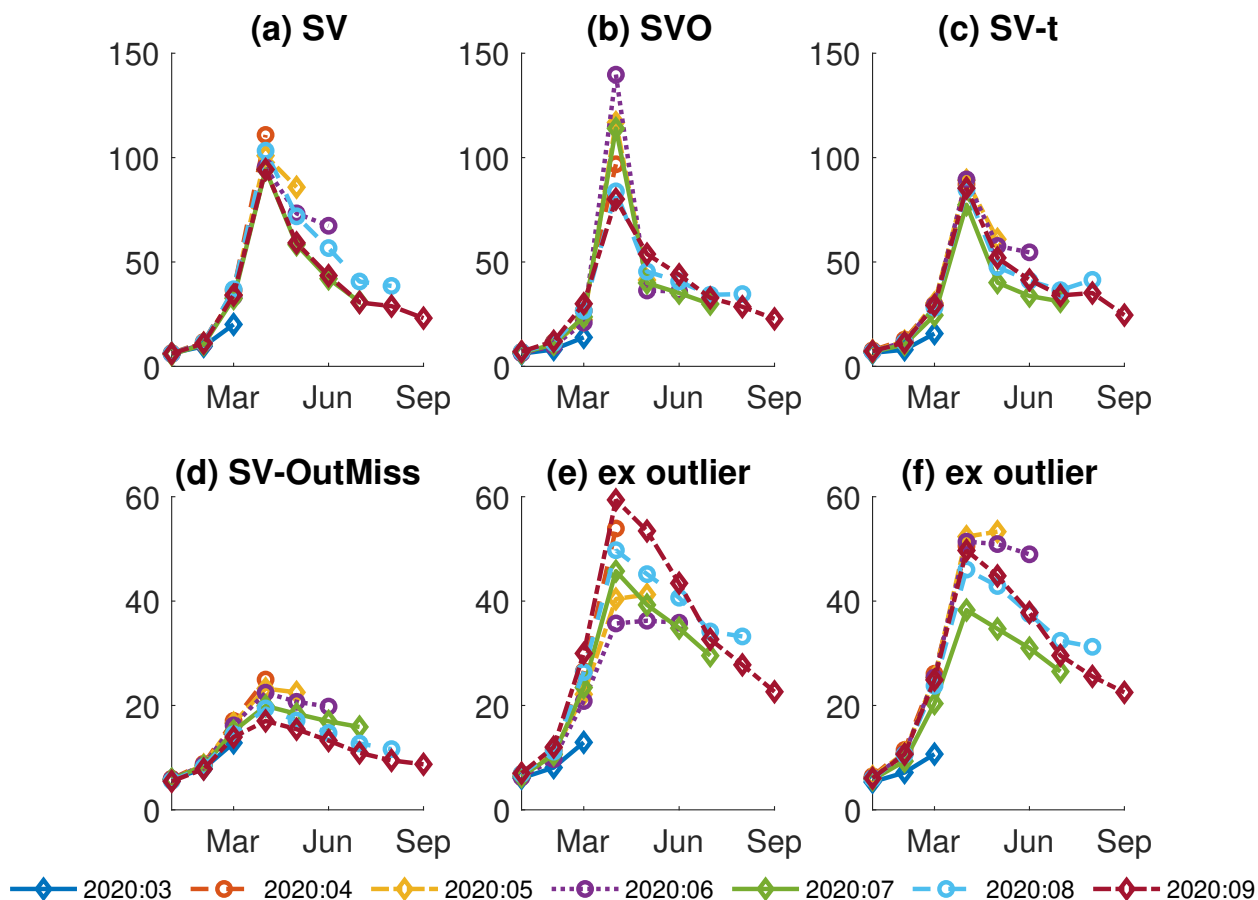 (a) SV (b) SVO (c) SV-t
150 150 150
100 100 100
50 50 50
0 0 0
Mar Jun Sep Mar Jun Sep Mar Jun Sep
(d) SV-OutMiss (e) ex outlier (f) ex outlier
60 60 60
40 40 40
20 20 20
0 0 0
Mar Jun Sep Mar Jun Sep Mar Jun Sep
2020:03 2020:04 2020:05 2020:06 2020:07 2020:08 2020:09